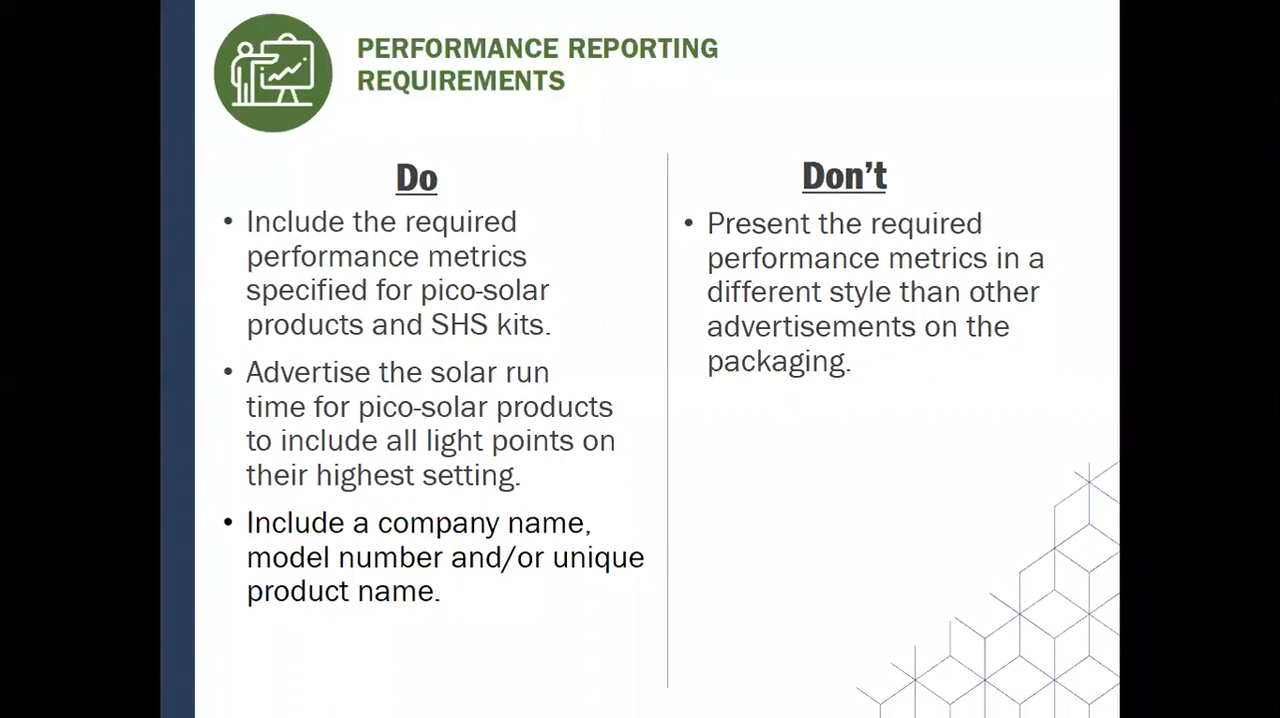 PERFORMANCE REPORTING
REQUIREMENTS
Do
• Include the required
performance metrics
specified for pico-solar
products and SHS kits.
• Advertise the solar run
time for pico-solar products
to include all light points on
their highest setting.
• Include a company name,
model number and/or unique
product name.
Don’t
• Present the required
performance metrics in a
different style than other
advertisements on the
packaging.